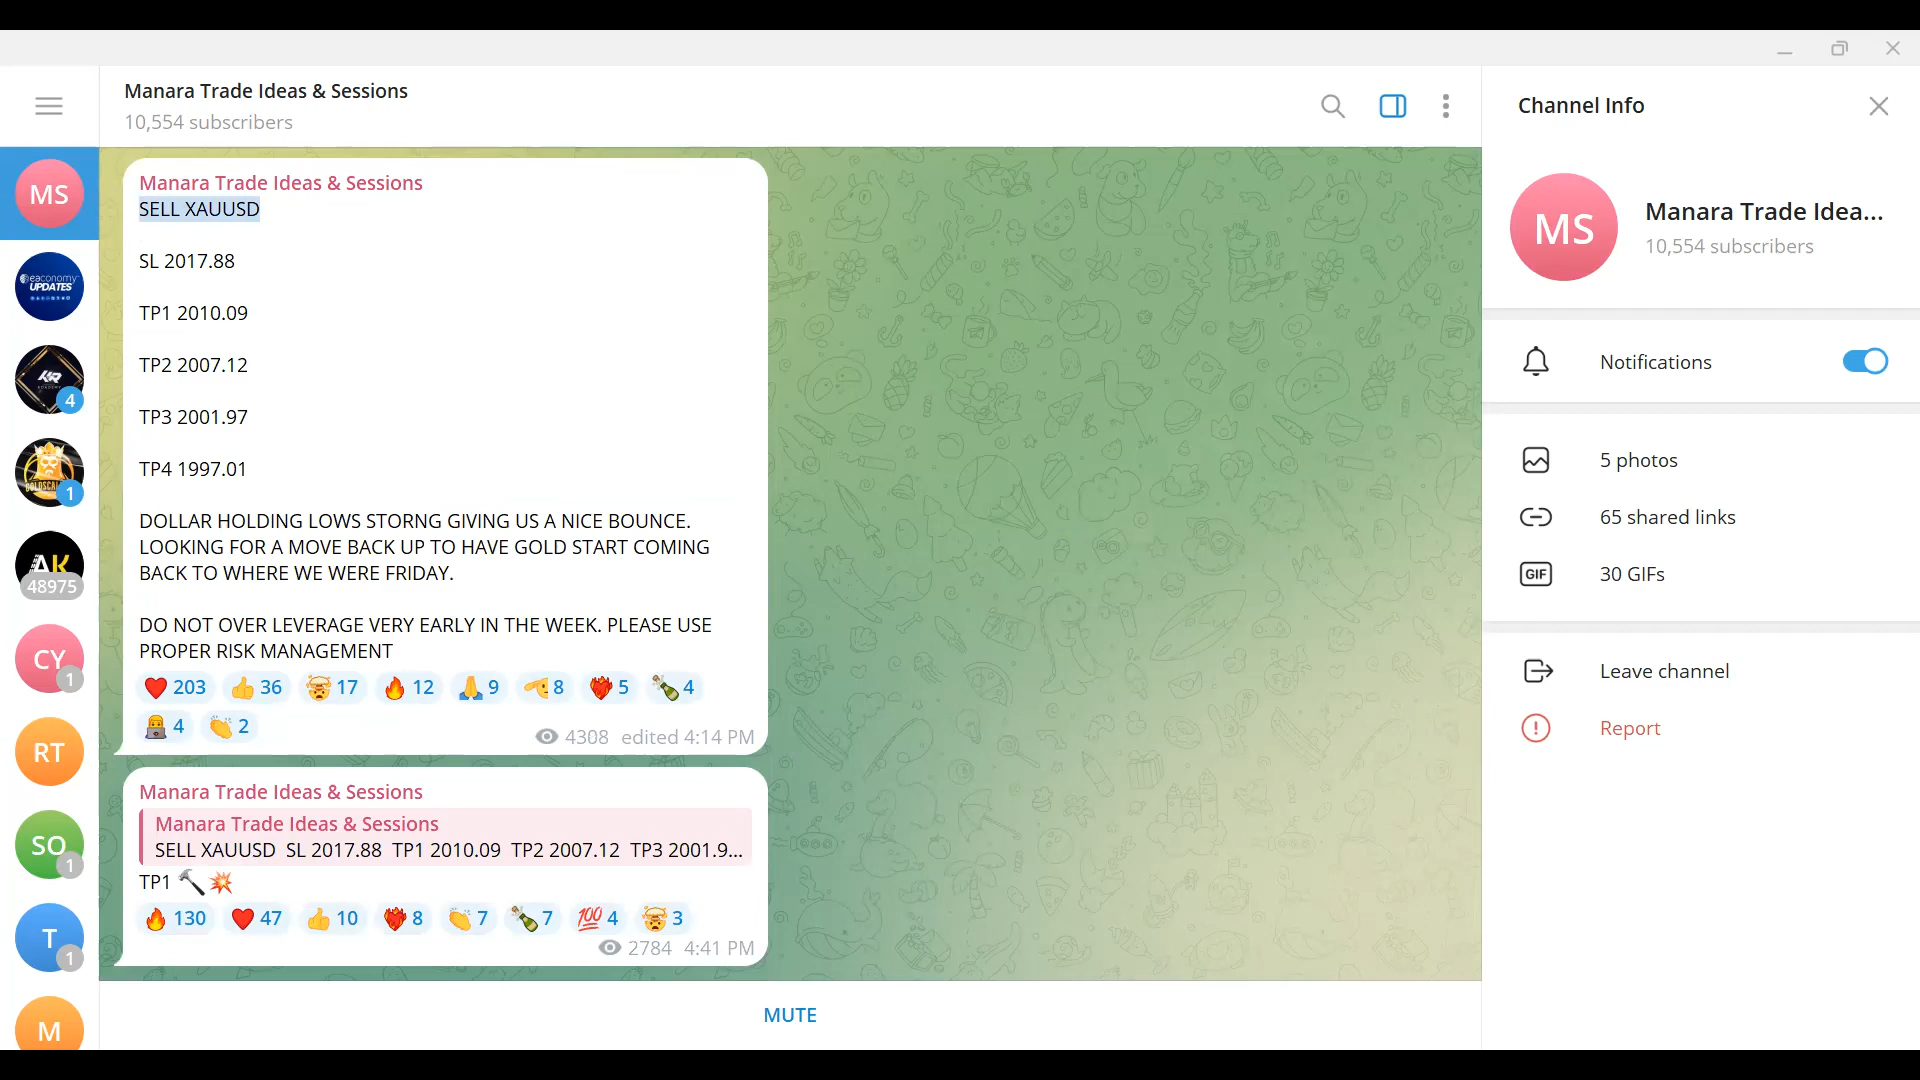 Manara Trade Ideas & Sessions
10,554 subscribers
Channel Info
MS
eaconomy
UPDATES
KR
4
1
AK
48975
CY
1
RT
SO
1
T
1
M
Manara Trade Ideas & Sessions
SELL XAUUSD
SL 2017.88
TP1 2010.09
TP2 2007.12
TP3 2001.97
TP4 1997.01
DOLLAR HOLDING LOWS STORNG GIVING US A NICE BOUNCE.
LOOKING FOR A MOVE BACK UP TO HAVE GOLD START COMING
BACK TO WHERE WE WERE FRIDAY.
DO NOT OVER LEVERAGE VERY EARLY IN THE WEEK. PLEASE USE
PROPER RISK MANAGEMENT
❤️ 203 👍 36 🤯 17 🔥 12 🙏 9 🫡 8 ❤️‍🔥 5 🍾 4
👨‍💻 4 👏 2
4308 edited 4:14 PM
Manara Trade Ideas & Sessions
Manara Trade Ideas & Sessions
SELL XAUUSD SL 2017.88 TP1 2010.09 TP2 2007.12 TP3 2001.9...
TP1 🔨💥
🔥 130 ❤️ 47 👍 10 ❤️‍🔥 8 👏 7 🍾 7 💯 4 🤯 3
2784 4:41 PM
MUTE
MS
Manara Trade Idea...
10,554 subscribers
Notifications
5 photos
65 shared links
GIF
30 GIFs
Leave channel
Report